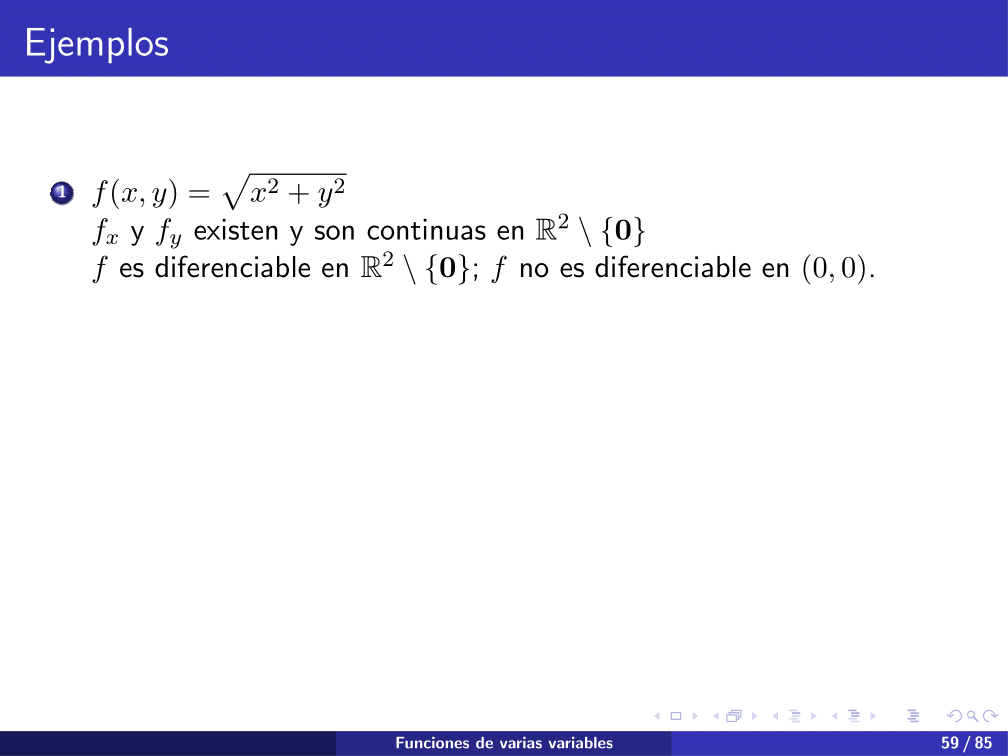 Ejemplos
1 f(x, y) = √(x² + y²)
fₓ y f_y existen y son continuas en ℝ² \ {𝟎}
f es diferenciable en ℝ² \ {𝟎}; f no es diferenciable en (0, 0).
Funciones de varias variables 59 / 85